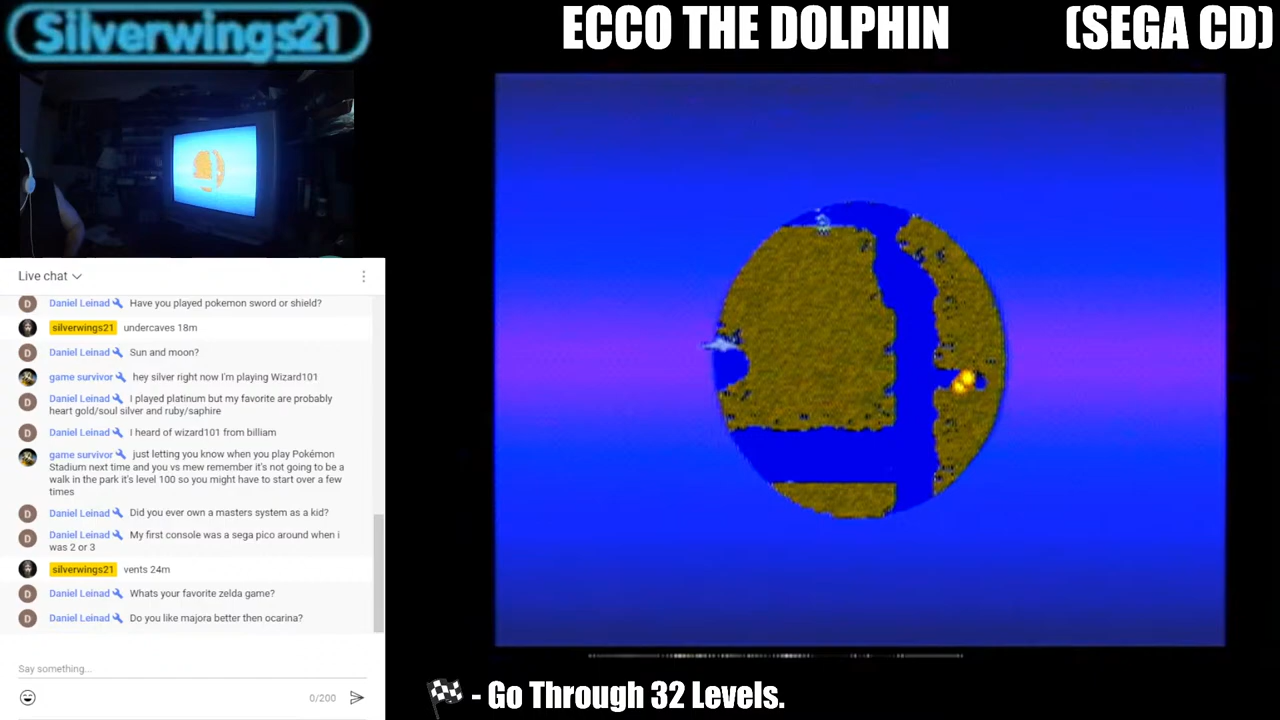 Silverwings21
ECCO THE DOLPHIN (SEGA CD)
Live chat
D Daniel Leinad Have you played pokemon sword or shield?
silverwings21 undercaves 18m
D Daniel Leinad Sun and moon?
game survivor hey silver right now I'm playing Wizard101
D Daniel Leinad I played platinum but my favorite are probably
heart gold/soul silver and ruby/saphire
D Daniel Leinad I heard of wizard101 from billiam
game survivor just letting you know when you play Pokémon
Stadium next time and you vs mew remember it's not going to be a
walk in the park it's level 100 so you might have to start over a few
times
D Daniel Leinad Did you ever own a masters system as a kid?
D Daniel Leinad My first console was a sega pico around when i
was 2 or 3
silverwings21 vents 24m
D Daniel Leinad Whats your favorite zelda game?
D Daniel Leinad Do you like majora better then ocarina?
Say something...
0/200
- Go Through 32 Levels.